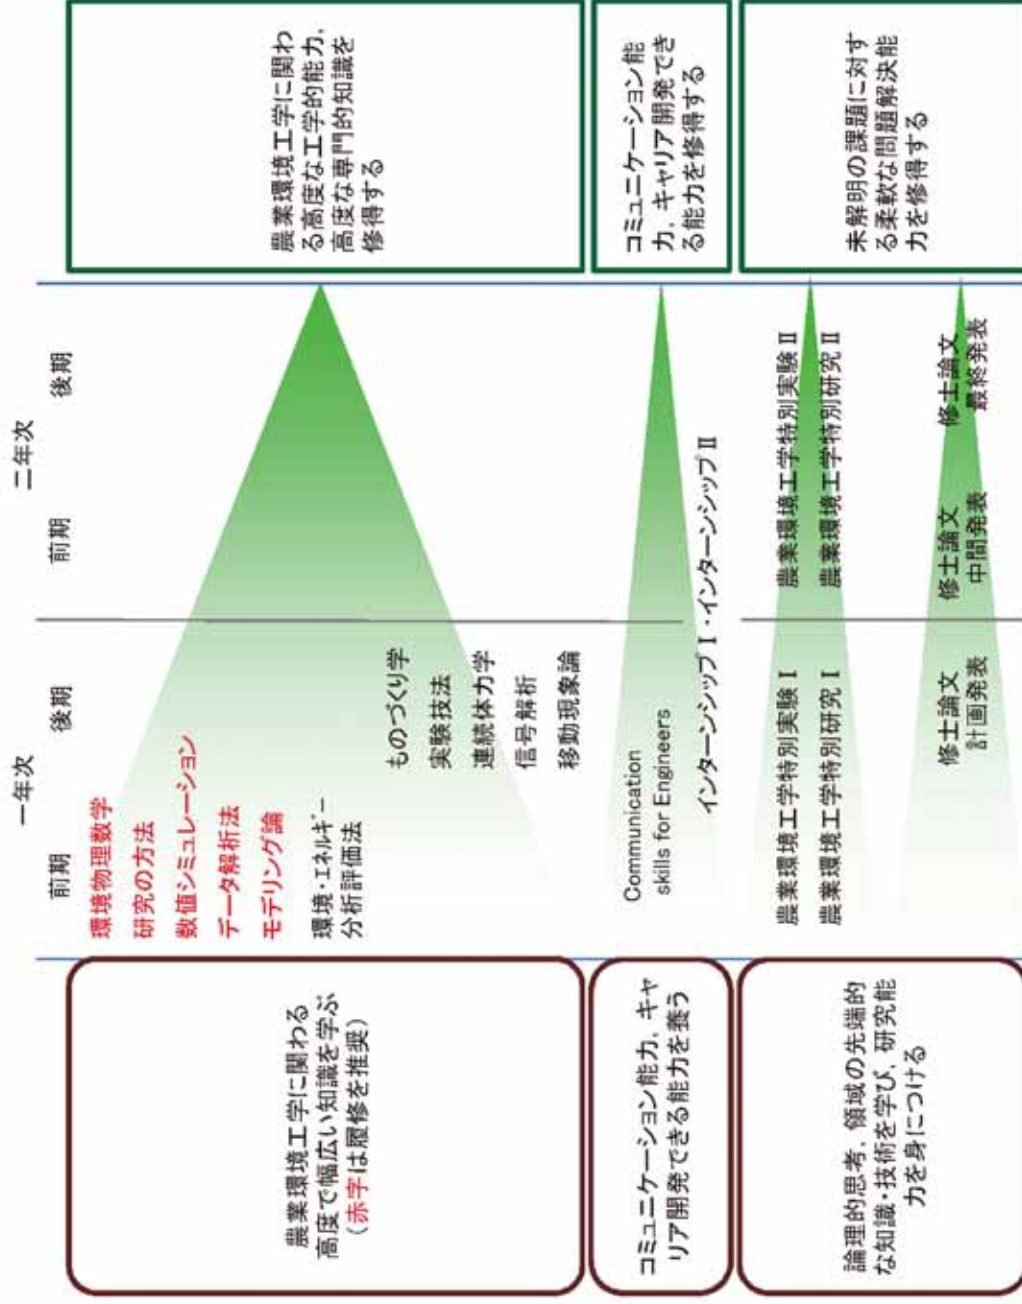 一年次
二年次
前期
後期
前期
後期
農業環境工学に関わる
高度で幅広い知識を学ぶ
（赤字は履修を推奨）
環境物理数学
研究の方法
数値シミュレーション
データ解析法
モデリング論
環境・エネルギー
分析評価法
ものづくり学
実験技法
連続体力学
信号解析
移動現象論
農業環境工学に関わ
る高度な工学的能力，
高度な専門的知識を
修得する
コミュニケーション能力，キャ
リア開発できる能力を養う
Communication
skills for Engineers
インターンシップⅠ・インターンシップⅡ
コミュニケーション能
力，キャリア開発でき
る能力を修得する
論理的思考，領域の先端的
な知識・技術を学び，研究能
力を身につける
農業環境工学特別実験Ⅰ
農業環境工学特別研究Ⅰ
農業環境工学特別実験Ⅱ
農業環境工学特別研究Ⅱ
修士論文
計画発表
修士論文
中間発表
修士論文
最終発表
未解明の課題に対す
る柔軟な問題解決能
力を修得する